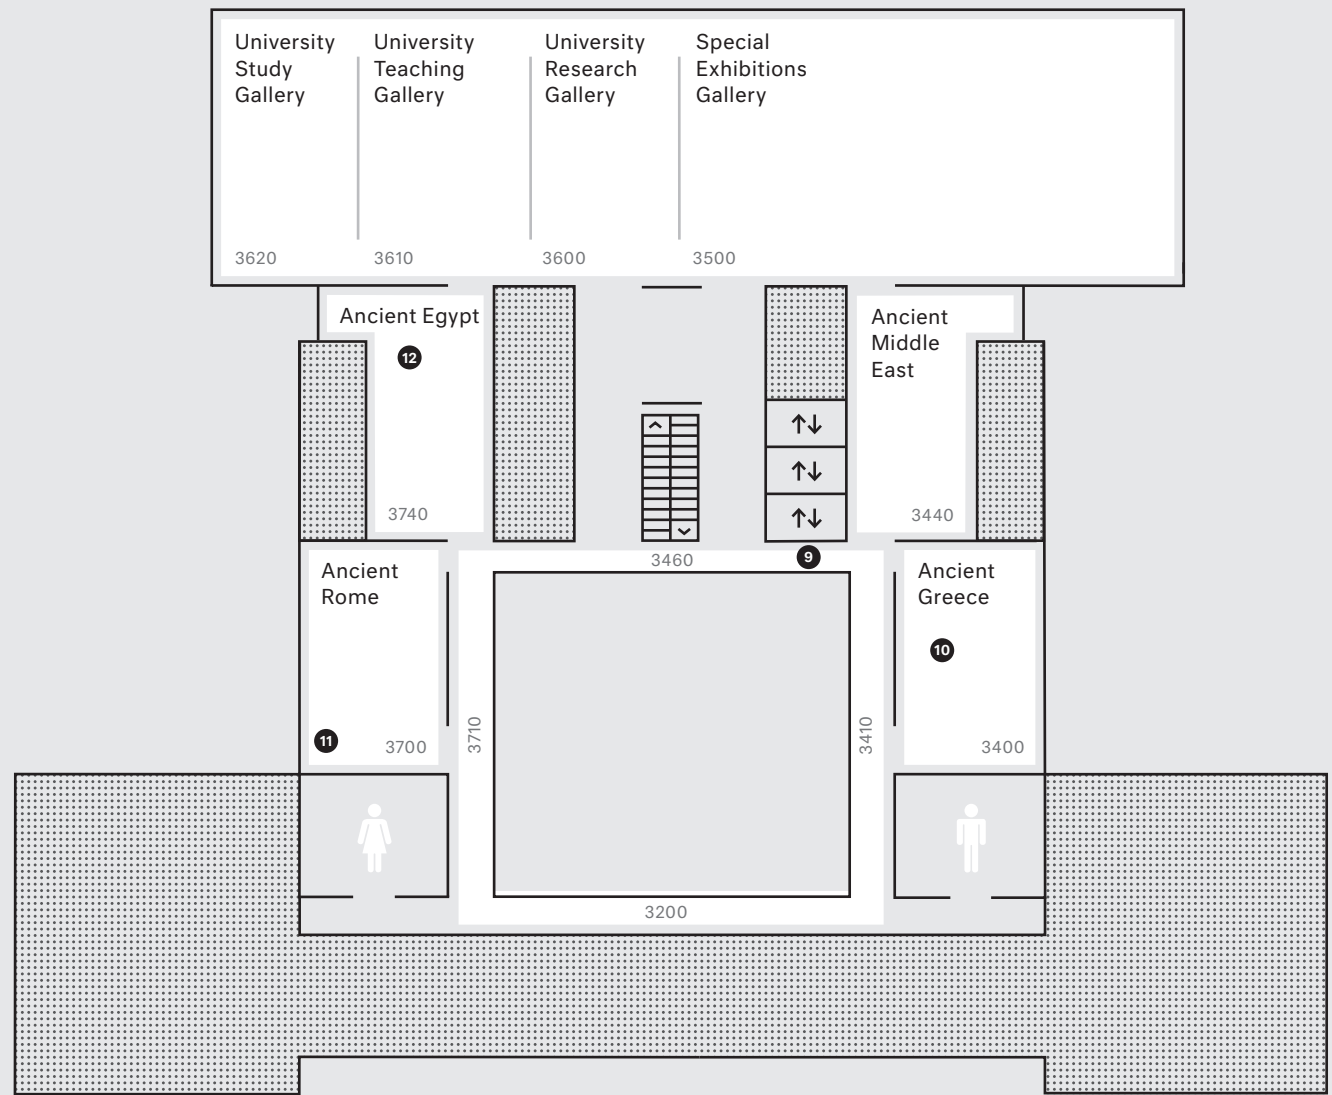 University
Study
Gallery
University
Teaching
Gallery
University
Research
Gallery
Special
Exhibitions
Gallery
3620
3610
3600
3500
Ancient Egypt
12
Ancient
Middle
East
3740
3440
3460
9
Ancient
Rome
Ancient
Greece
10
3710
3410
11
3700
3400
3200